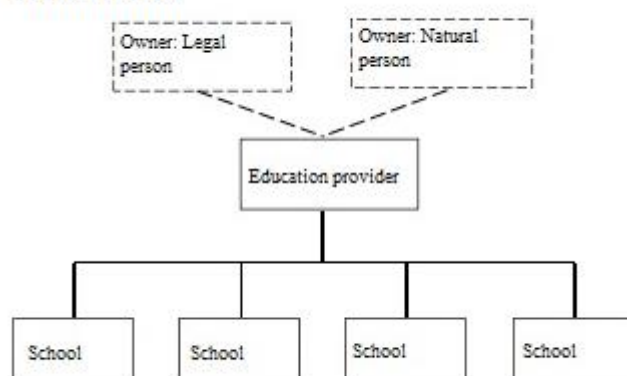 Owner: Legal
person
Owner: Natural
person
Education provider
School
School
School
School